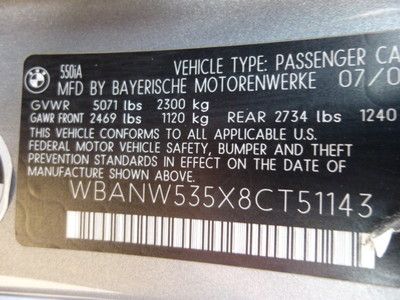 550iA VEHICLE TYPE: PASSENGER CA
MFD BY BAYERISCHE MOTORENWERKE 07/0
GVWR 5071 lbs 2300 kg
GAWR FRONT 2469 lbs 1120 kg REAR 2734 lbs 1240
THIS VEHICLE CONFORMS TO ALL APPLICABLE U.S.
FEDERAL MOTOR VEHICLE SAFETY, BUMPER AND THEFT
PREVENTION STANDARDS IN EFFECT ON THE DATE OF
MANUFACTURE SHOWN ABOVE.
WBANW535X8CT51143